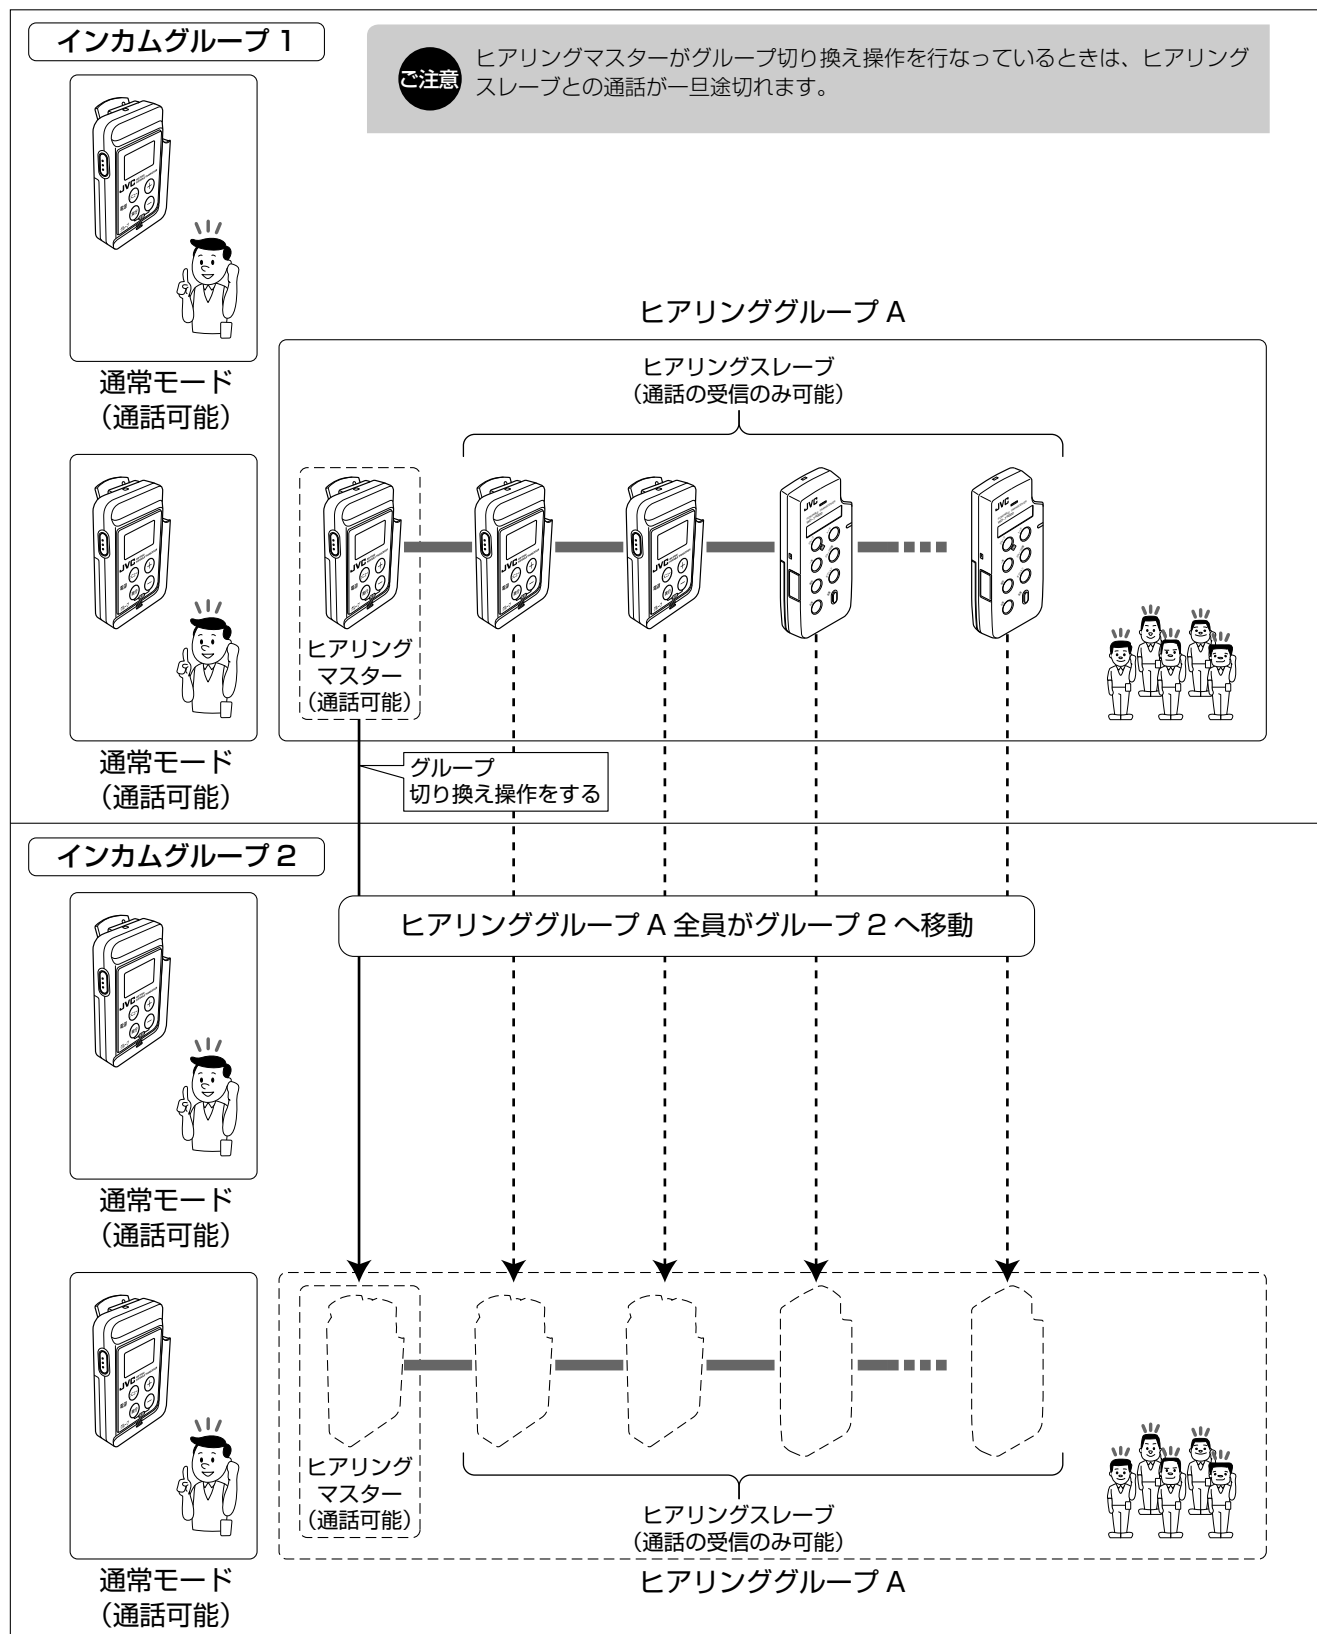 インカムグループ 1
ご注意
ヒアリングマスターがグループ切り換え操作を行なっているときは、ヒアリング
スレーブとの通話が一旦途切れます。
JVC
通常モード
（通話可能）
JVC
通常モード
（通話可能）
ヒアリンググループ A
ヒアリングスレーブ
（通話の受信のみ可能）
JVC
JVC
JVC
JVC
JVC
ヒアリング
マスター
（通話可能）
グループ
切り換え操作をする
インカムグループ 2
ヒアリンググループ A 全員がグループ 2 へ移動
JVC
通常モード
（通話可能）
JVC
通常モード
（通話可能）
ヒアリング
マスター
（通話可能）
ヒアリングスレーブ
（通話の受信のみ可能）
ヒアリンググループ A